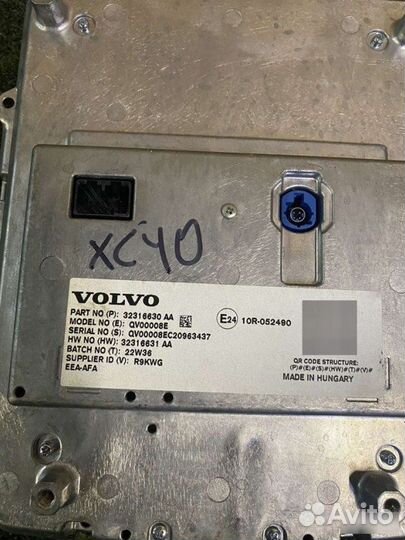 XC40
VOLVO
PART NO (P): 32316630 AA
MODEL NO (E): QV00008E
SERIAL NO (S): QV00008EC20963437
HW NO (HW): 32316631 AA
BATCH NO (T): 22W36
SUPPLIER ID (V): R9KWG
EEA-AFA
E24 10R-052490
QR CODE STRUCTURE:
(P)#(E)#(S)#(HW)#(T)#(V)#
MADE IN HUNGARY
Avito